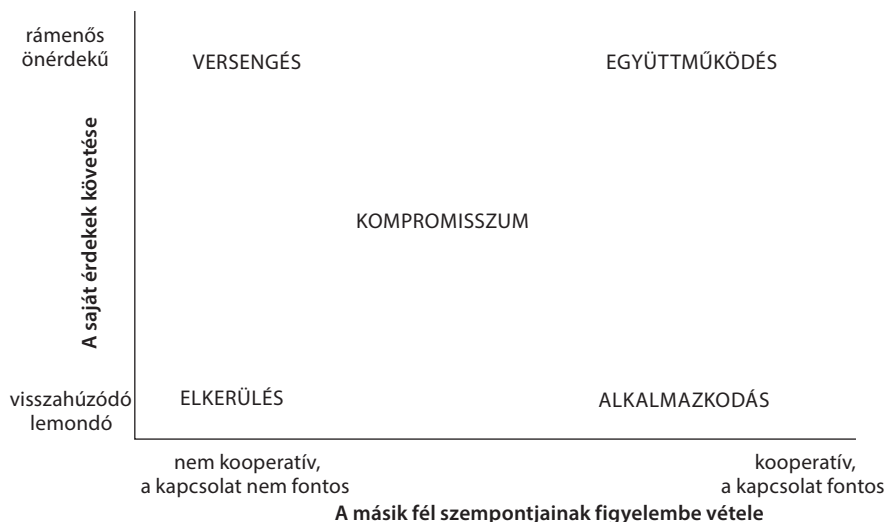 rámenős
önérdekű
VERSENGÉS
EGYÜTTMŰKÖDÉS
A saját érdekek követése
KOMPROMISSZUM
visszahúzódó
lemondó
ELKERÜLÉS
ALKALMAZKODÁS
nem kooperatív,
a kapcsolat nem fontos
kooperatív,
a kapcsolat fontos
A másik fél szempontjainak figyelembe vétele